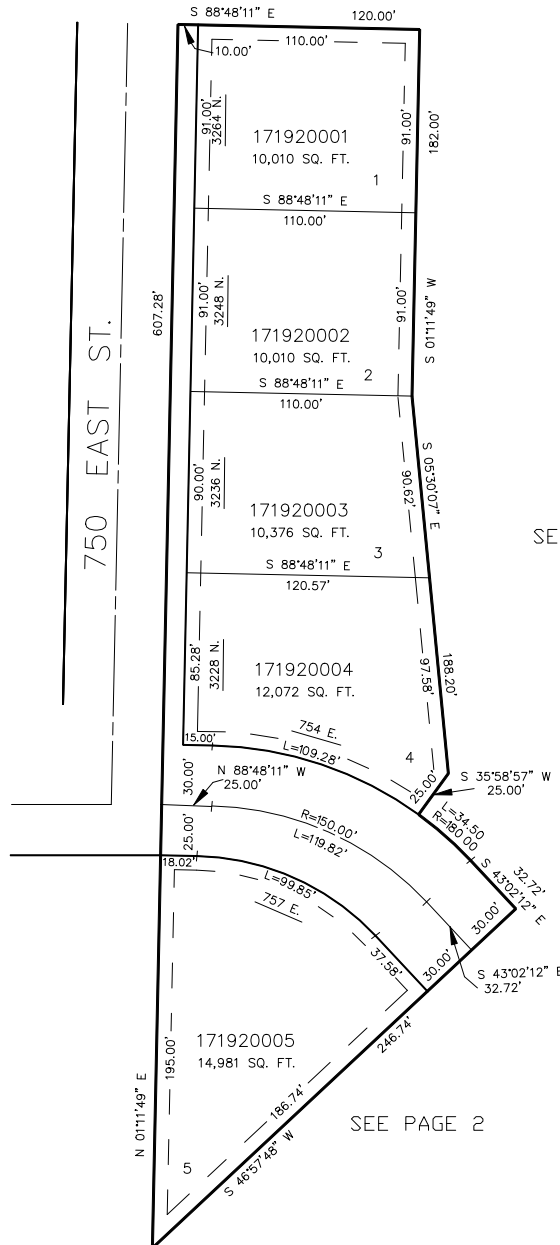 S 88°48'11" E
120.00'
110.00'
10.00'
91.00'
3264 N.
171920001
10,010 SQ. FT.
91.00'
182.00'
1
S 88°48'11" E
110.00'
607.28'
750 EAST ST.
91.00'
3248 N.
171920002
10,010 SQ. FT.
91.00'
S 01°11'49" W
2
S 88°48'11" E
110.00'
90.00'
3236 N.
171920003
10,376 SQ. FT.
90.62'
S 05°30'07" E
SE
3
S 88°48'11" E
120.57'
85.28'
3228 N.
171920004
12,072 SQ. FT.
97.58'
188.20'
754 E.
15.00'
L=109.28'
4
25.00'
S 35°58'57" W
25.00'
30.00'
N 88°48'11" W
25.00'
L=34.50
R=180.00
R=150.00'
L=119.82'
25.00'
18.02'
L=99.85'
757 E.
32.72'
S 43°02'12" E
30.00'
37.58'
30.00'
S 43°02'12" E
32.72'
171920005
14,981 SQ. FT.
195.00'
N 01°11'49" E
246.74'
186.74'
S 46°57'48" W
SEE PAGE 2
5